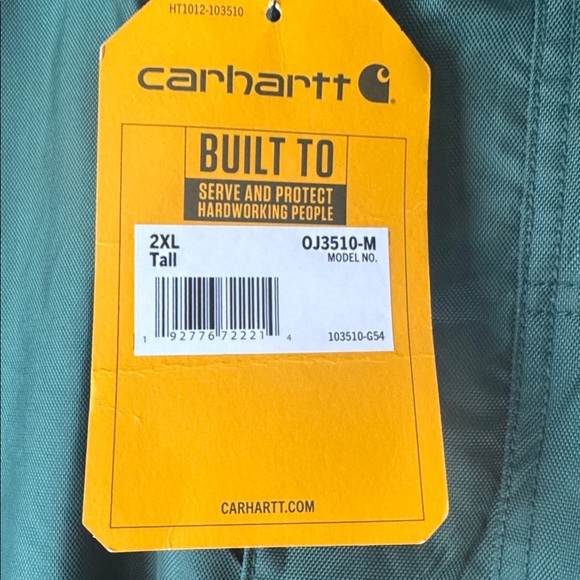 HT1012-103510
carhartt
BUILT TO
SERVE AND PROTECT
HARDWORKING PEOPLE
2XL
Tall
OJ3510-M
MODEL NO.
1 92776 72221 4
103510-G54
CARHARTT.COM